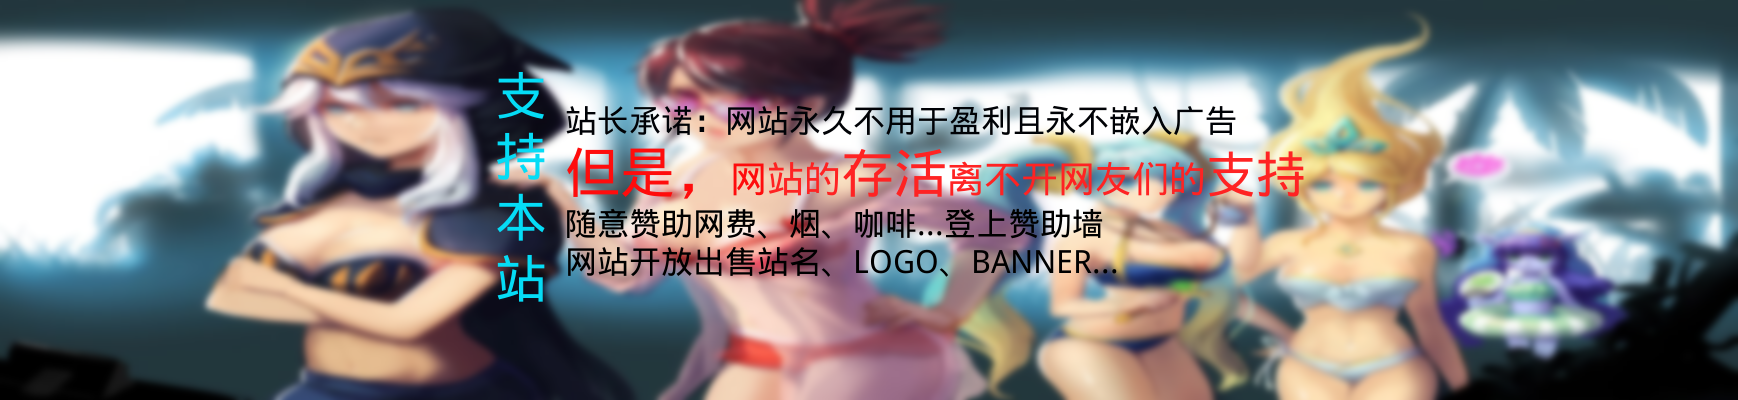 支持本站
站长承诺：网站永久不用于盈利且永不嵌入广告
但是，网站的存活离不开网友们的支持
随意赞助网费、烟、咖啡...登上赞助墙
网站开放出售站名、LOGO、BANNER...